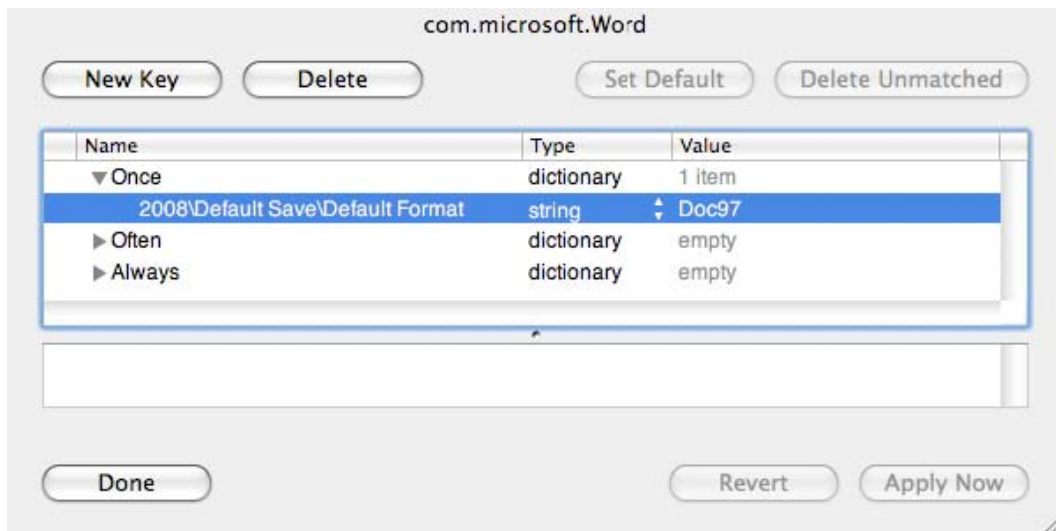 com.microsoft.Word
New Key Delete Set Default Delete Unmatched
Name Type Value
Once dictionary 1 item
2008\Default Save\Default Format string Doc97
Often dictionary empty
Always dictionary empty
Done Revert Apply Now